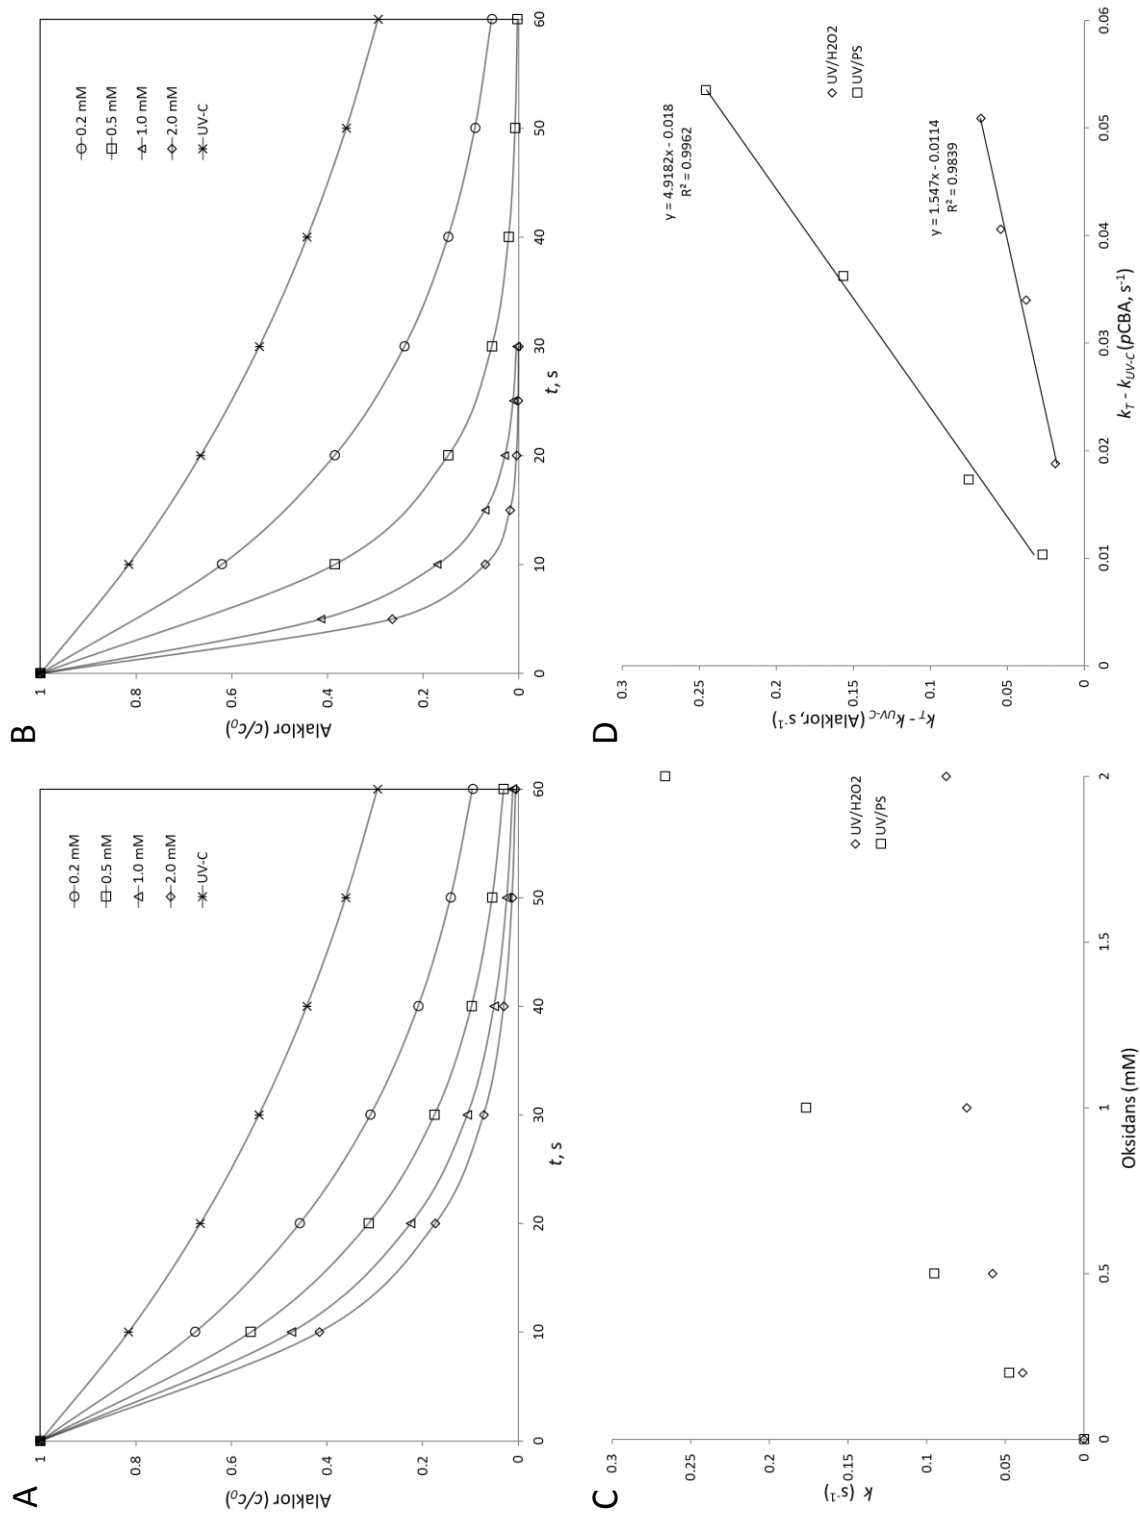 A
Alaklor (c/c0)
1
0.8
0.6
0.4
0.2
0
0
10
20
30
40
50
60
t, s
0.2 mM
0.5 mM
1.0 mM
2.0 mM
UV-C
B
Alaklor (c/c0)
1
0.8
0.6
0.4
0.2
0
0
10
20
30
40
50
60
t, s
0.2 mM
0.5 mM
1.0 mM
2.0 mM
UV-C
C
k (s-1)
0.3
0.25
0.2
0.15
0.1
0.05
0
0
0.5
1
1.5
2
Oksidans (mM)
UV/H2O2
UV/PS
D
kT - kUV-C (Alaklor, s-1)
0.3
0.25
0.2
0.15
0.1
0.05
0
0
0.01
0.02
0.03
0.04
0.05
0.06
kT - kUV-C (pCBA, s-1)
y = 4.9182x - 0.018
R² = 0.9962
y = 1.547x - 0.0114
R² = 0.9839
UV/H2O2
UV/PS